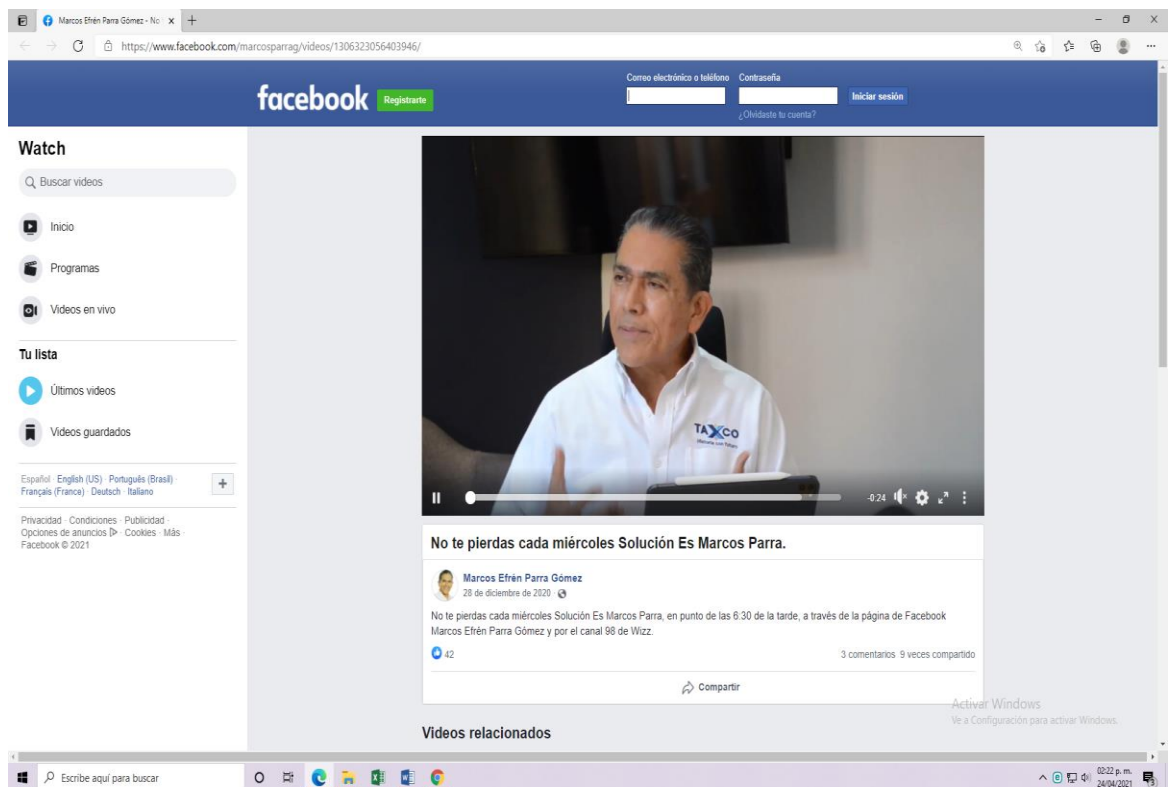 Marcos Efrén Parra Gómez - No
https://www.facebook.com/marcosparrag/videos/1306323056403946/
facebook
Registrarte
Correo electrónico o teléfono
Contraseña
Iniciar sesión
¿Olvidaste tu cuenta?
Watch
Buscar videos
Inicio
Programas
Videos en vivo
Tu lista
Últimos videos
Videos guardados
Español · English (US) · Português (Brasil) ·
Français (France) · Deutsch · Italiano
Privacidad · Condiciones · Publicidad ·
Opciones de anuncios · Cookies · Más ·
Facebook © 2021
TAXCO
-0:24
No te pierdas cada miércoles Solución Es Marcos Parra.
Marcos Efrén Parra Gómez
28 de diciembre de 2020 ·
No te pierdas cada miércoles Solución Es Marcos Parra, en punto de las 6:30 de la tarde, a través de la página de Facebook
Marcos Efrén Parra Gómez y por el canal 98 de Wizz.
42
3 comentarios 9 veces compartido
Compartir
Activar Windows
Ve a Configuración para activar Windows.
Videos relacionados
Escribe aquí para buscar
02:22 p. m.
24/04/2021